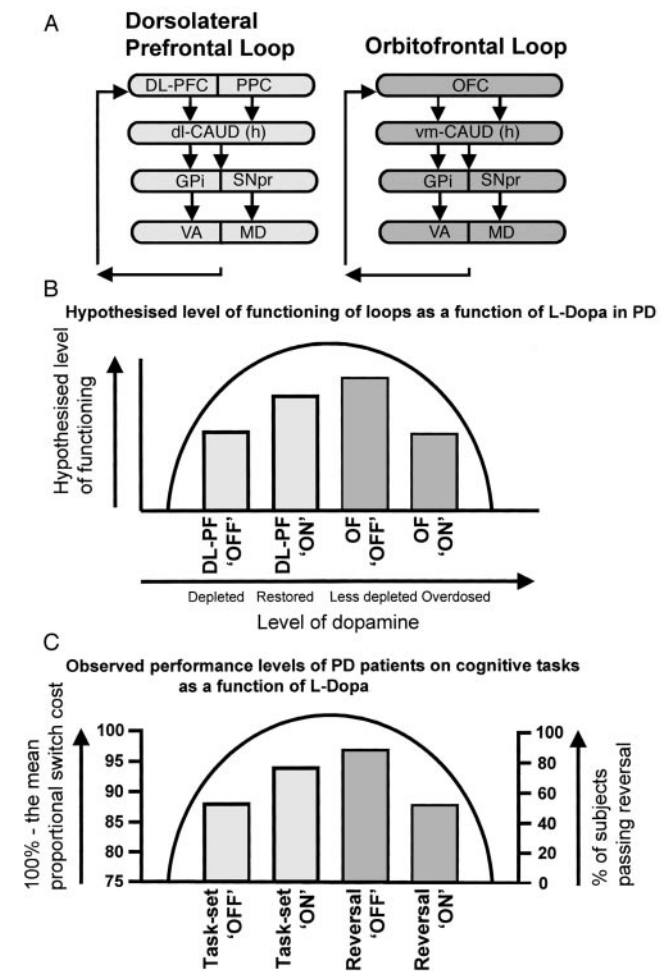 A
Dorsolateral
Prefrontal Loop
Orbitofrontal Loop
DL-PFC PPC
OFC
dl-CAUD (h)
vm-CAUD (h)
GPi SNpr
GPi SNpr
VA MD
VA MD
B
Hypothesised level of functioning of loops as a function of L-Dopa in PD
Hypothesised level
of functioning
DL-PF
'OFF'
DL-PF
'ON'
OF
'OFF'
OF
'ON'
Depleted Restored Less depleted Overdosed
Level of dopamine
C
Observed performance levels of PD patients on cognitive tasks
as a function of L-Dopa
100% - the mean
proportional switch cost
100
95
90
85
80
75
100
80
60
40
20
0
% of subjects
passing reversal
Task-set
'OFF'
Task-set
'ON'
Reversal
'OFF'
Reversal
'ON'